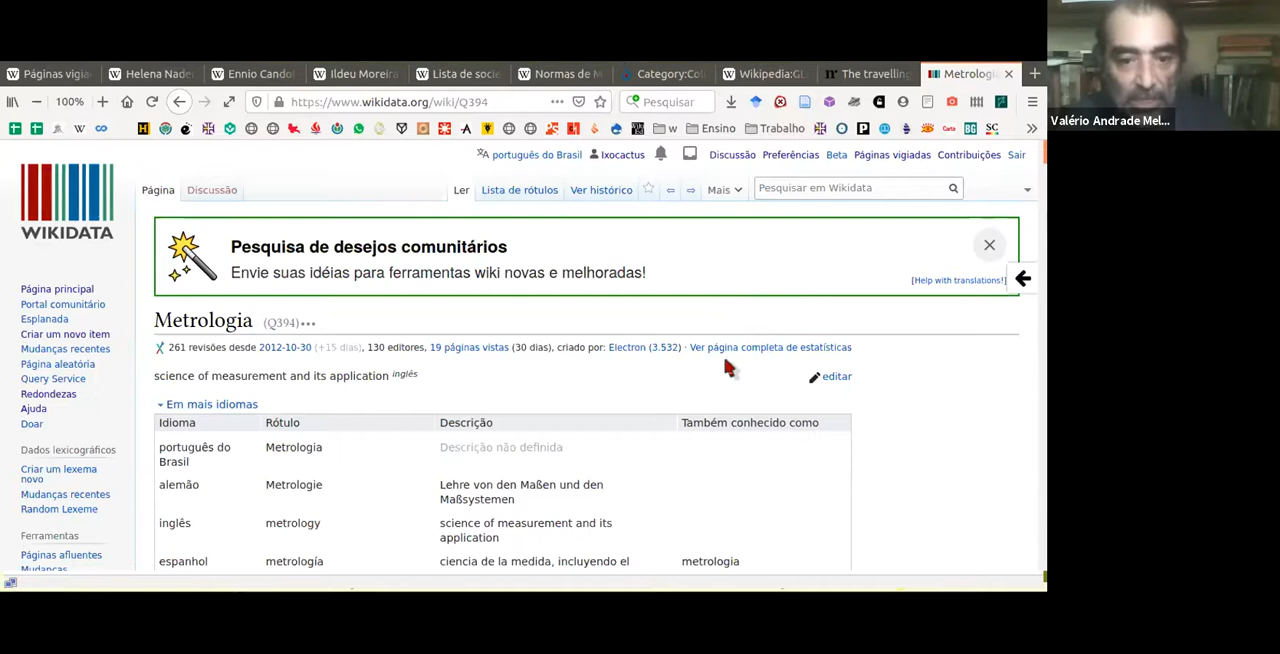 Páginas vigia
Helena Nade
Ennio Cando
Ildeu Moreira
Lista de socie
Normas de M
Category:Col
Wikipedia:GL
The travelling
Metrologia
100%
https://www.wikidata.org/wiki/Q394
Pesquisar
w
Ensino
Trabalho
Valério Andrade Mel...
português do Brasil
Ixocactus
Discussão
Preferências
Beta
Páginas vigiadas
Contribuições
Sair
Página
Discussão
Ler
Lista de rótulos
Ver histórico
Mais
Pesquisar em Wikidata
WIKIDATA
Página principal
Portal comunitário
Esplanada
Criar um novo item
Mudanças recentes
Página aleatória
Query Service
Redondezas
Ajuda
Doar
Dados lexicográficos
Criar um lexema
novo
Mudanças recentes
Random Lexeme
Ferramentas
Páginas afluentes
Mudanças
Pesquisa de desejos comunitários
Envie suas idéias para ferramentas wiki novas e melhoradas!
[Help with translations!]
Metrologia (Q394)
261 revisões desde 2012-10-30 (+15 dias), 130 editores, 19 páginas vistas (30 dias), criado por: Electron (3.532) · Ver página completa de estatísticas
science of measurement and its application inglês
editar
Em mais idiomas
Idioma Rótulo Descrição Também conhecido como
português do Metrologia Descrição não definida
Brasil
alemão Metrologie Lehre von den Maßen und den
Maßsystemen
inglês metrology science of measurement and its
application
espanhol metrología ciencia de la medida, incluyendo el metrologia